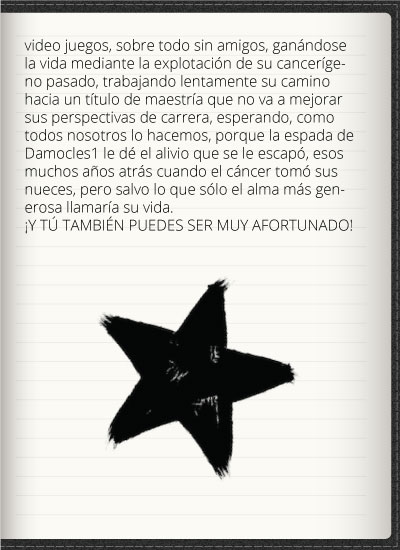 video juegos, sobre todo sin amigos, ganándose
la vida mediante la explotación de su canceríge-
no pasado, trabajando lentamente su camino
hacia un título de maestría que no va a mejorar
sus perspectivas de carrera, esperando, como
todos nosotros lo hacemos, porque la espada de
Damocles1 le dé el alivio que se le escapó, esos
muchos años atrás cuando el cáncer tomó sus
nueces, pero salvo lo que sólo el alma más gen-
erosa llamaría su vida.
¡Y TÚ TAMBIÉN PUEDES SER MUY AFORTUNADO!